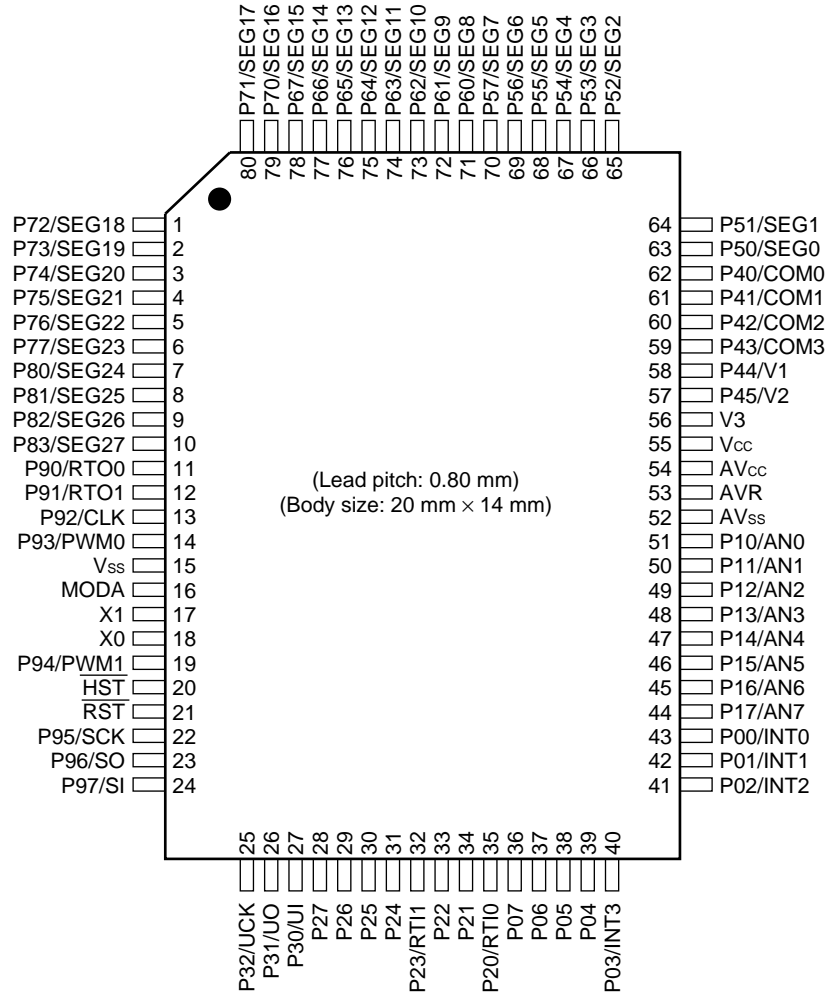 P71/SEG17
P70/SEG16
P67/SEG15
P66/SEG14
P65/SEG13
P64/SEG12
P63/SEG11
P62/SEG10
P61/SEG9
P60/SEG8
P57/SEG7
P56/SEG6
P55/SEG5
P54/SEG4
P53/SEG3
P52/SEG2
80 79 78 77 76 75 74 73 72 71 70 69 68 67 66 65
P72/SEG18 1
P73/SEG19 2
P74/SEG20 3
P75/SEG21 4
P76/SEG22 5
P77/SEG23 6
P80/SEG24 7
P81/SEG25 8
P82/SEG26 9
P83/SEG27 10
P90/RTO0 11
P91/RTO1 12
P92/CLK 13
P93/PWM0 14
Vss 15
MODA 16
X1 17
X0 18
P94/PWM1 19
HST 20
RST 21
P95/SCK 22
P96/SO 23
P97/SI 24
(Lead pitch: 0.80 mm)
(Body size: 20 mm × 14 mm)
64 P51/SEG1
63 P50/SEG0
62 P40/COM0
61 P41/COM1
60 P42/COM2
59 P43/COM3
58 P44/V1
57 P45/V2
56 V3
55 Vcc
54 AVcc
53 AVR
52 AVss
51 P10/AN0
50 P11/AN1
49 P12/AN2
48 P13/AN3
47 P14/AN4
46 P15/AN5
45 P16/AN6
44 P17/AN7
43 P00/INT0
42 P01/INT1
41 P02/INT2
25 26 27 28 29 30 31 32 33 34 35 36 37 38 39 40
P32/UCK
P31/UO
P30/UI
P27
P26
P25
P24
P23/RTI1
P22
P21
P20/RTI0
P07
P06
P05
P04
P03/INT3